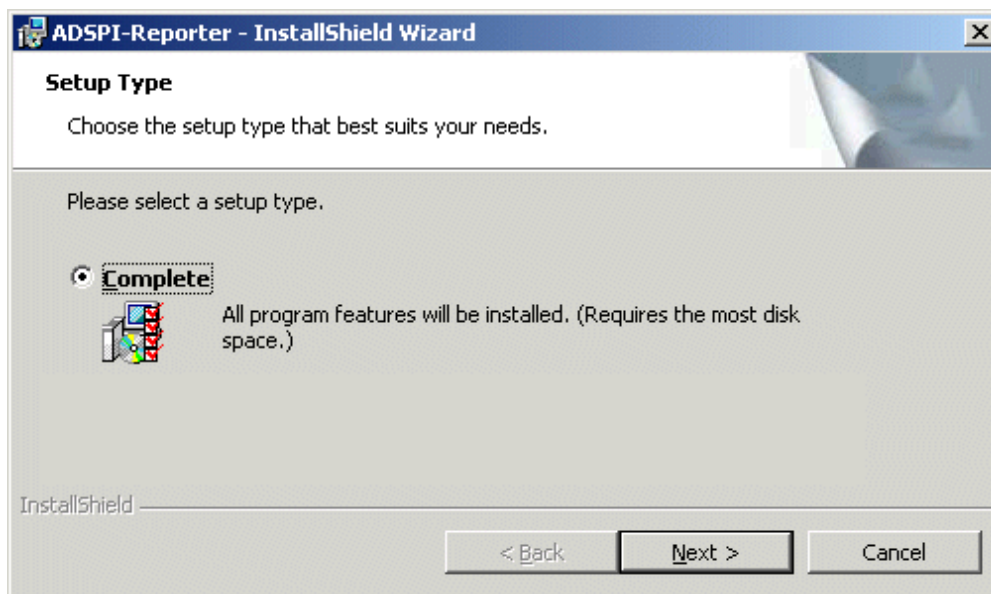 ADSPI-Reporter - InstallShield Wizard
Setup Type
Choose the setup type that best suits your needs.
Please select a setup type.
Complete
All program features will be installed. (Requires the most disk
space.)
InstallShield
< Back
Next >
Cancel